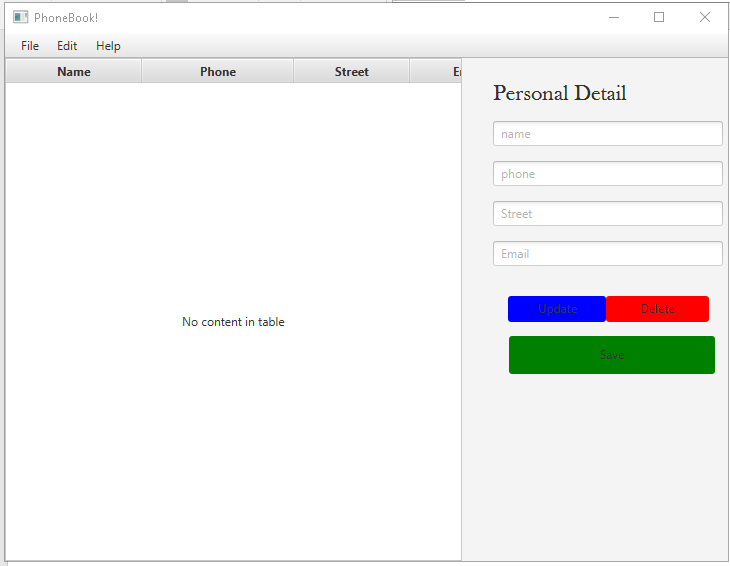 PhoneBook!
File Edit Help
Name Phone Street
Personal Detail
name
phone
Street
Email
Update Delete
No content in table
Save